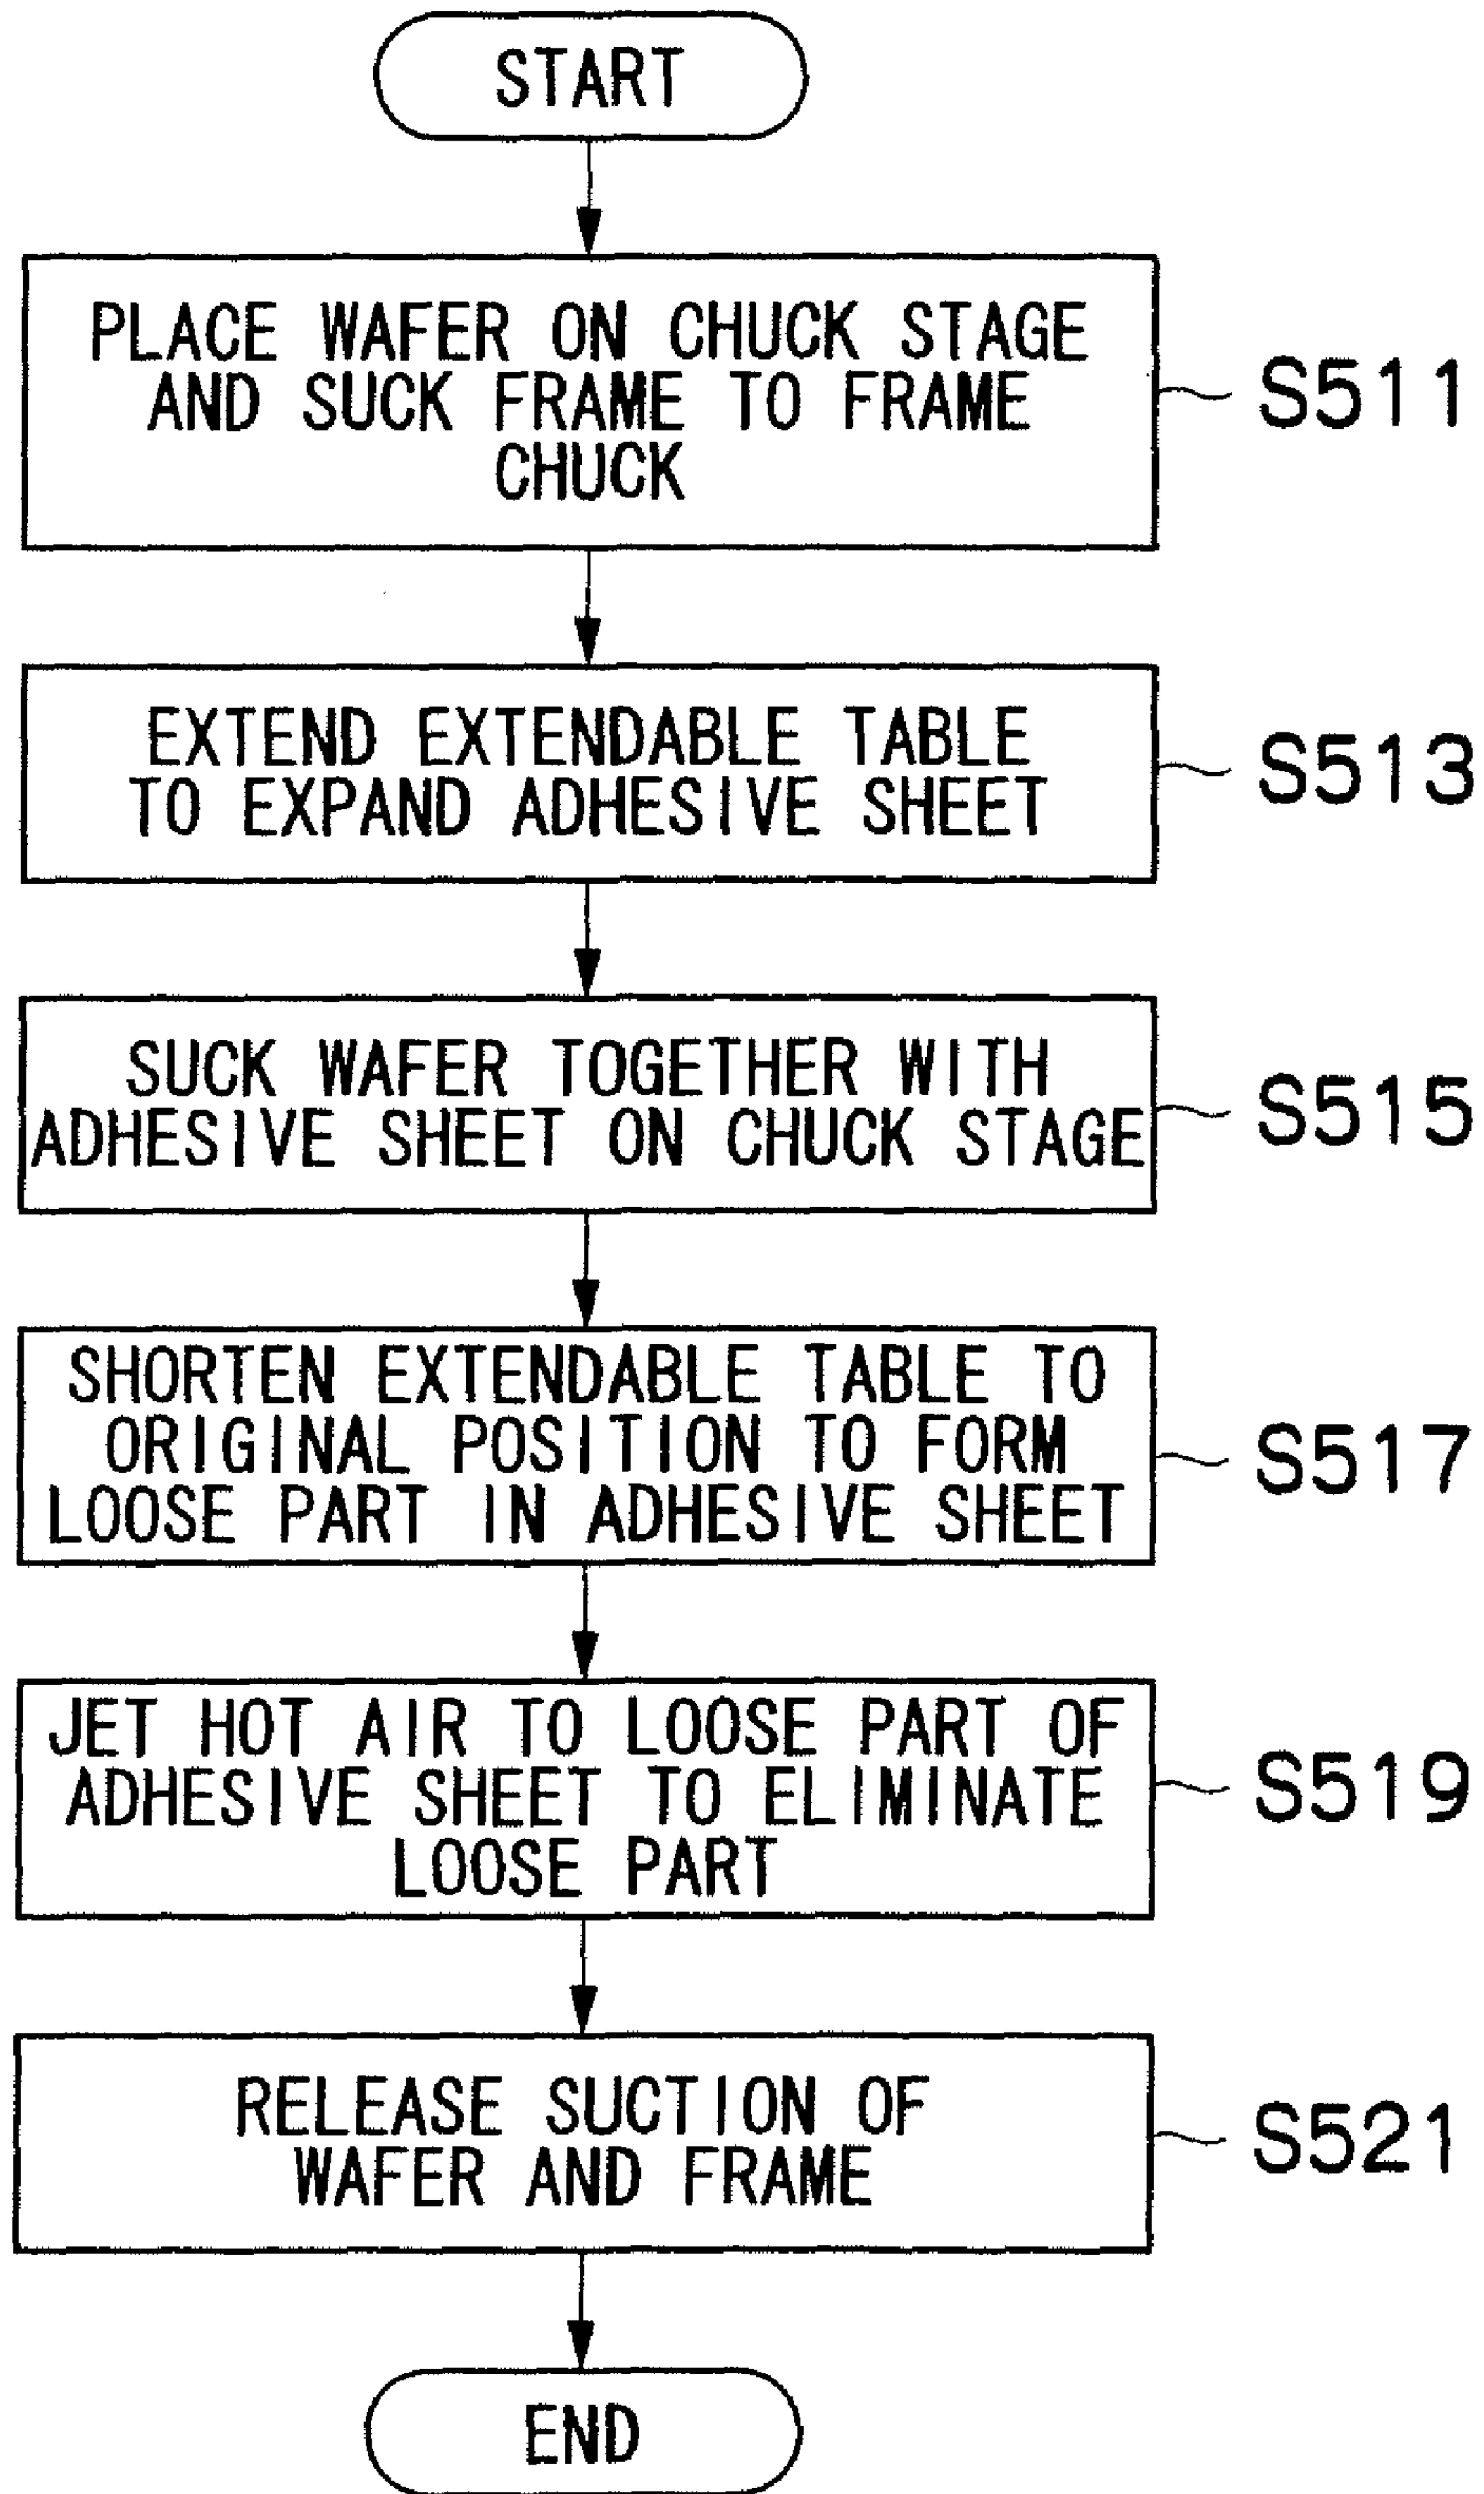 START
PLACE WAFER ON CHUCK STAGE
AND SUCK FRAME TO FRAME
CHUCK
S511
EXTEND EXTENDABLE TABLE
TO EXPAND ADHESIVE SHEET
S513
SUCK WAFER TOGETHER WITH
ADHESIVE SHEET ON CHUCK STAGE
S515
SHORTEN EXTENDABLE TABLE TO
ORIGINAL POSITION TO FORM
LOOSE PART IN ADHESIVE SHEET
S517
JET HOT AIR TO LOOSE PART OF
ADHESIVE SHEET TO ELIMINATE
LOOSE PART
S519
RELEASE SUCTION OF
WAFER AND FRAME
S521
END